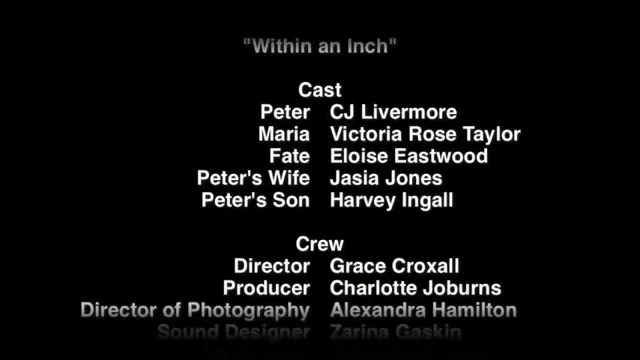 "Within an Inch"
Cast
Peter CJ Livermore
Maria Victoria Rose Taylor
Fate Eloise Eastwood
Peter's Wife Jasia Jones
Peter's Son Harvey Ingall
Crew
Director Grace Croxall
Producer Charlotte Joburns
Director of Photography Alexandra Hamilton
Sound Designer Zarina Gaskin